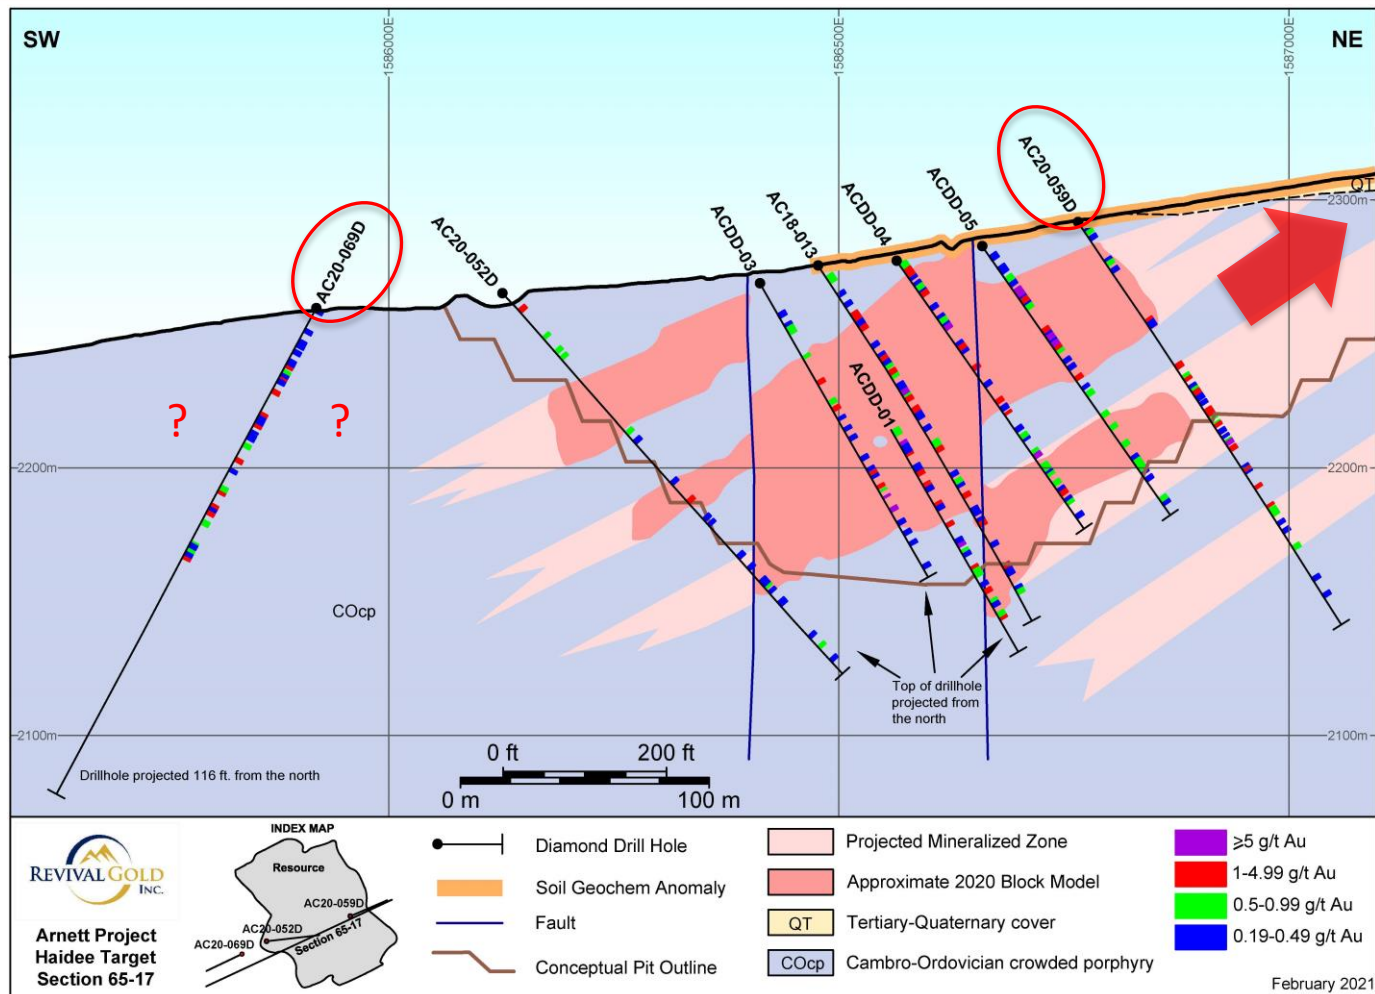 SW
NE
1586000E
1586500E
1587000E
AC20-069D
AC20-052D
ACDD-03
AC18-013
ACDD-04
ACDD-05
AC20-059D
ACDD-01
QT
2300m
2300m
2200m
2200m
2100m
2100m
?
?
COcp
Top of drillhole
projected from
the north
Drillhole projected 116 ft. from the north
0 ft
200 ft
0 m
100 m
REVIVAL GOLD
INC.
Arnett Project
Haidee Target
Section 65-17
INDEX MAP
Resource
AC20-059D
AC20-052D
AC20-069D
Section 65-17
Diamond Drill Hole
Soil Geochem Anomaly
Fault
Conceptual Pit Outline
Projected Mineralized Zone
Approximate 2020 Block Model
QT
Tertiary-Quaternary cover
COcp
Cambro-Ordovician crowded porphyry
≥5 g/t Au
1-4.99 g/t Au
0.5-0.99 g/t Au
0.19-0.49 g/t Au
February 2021